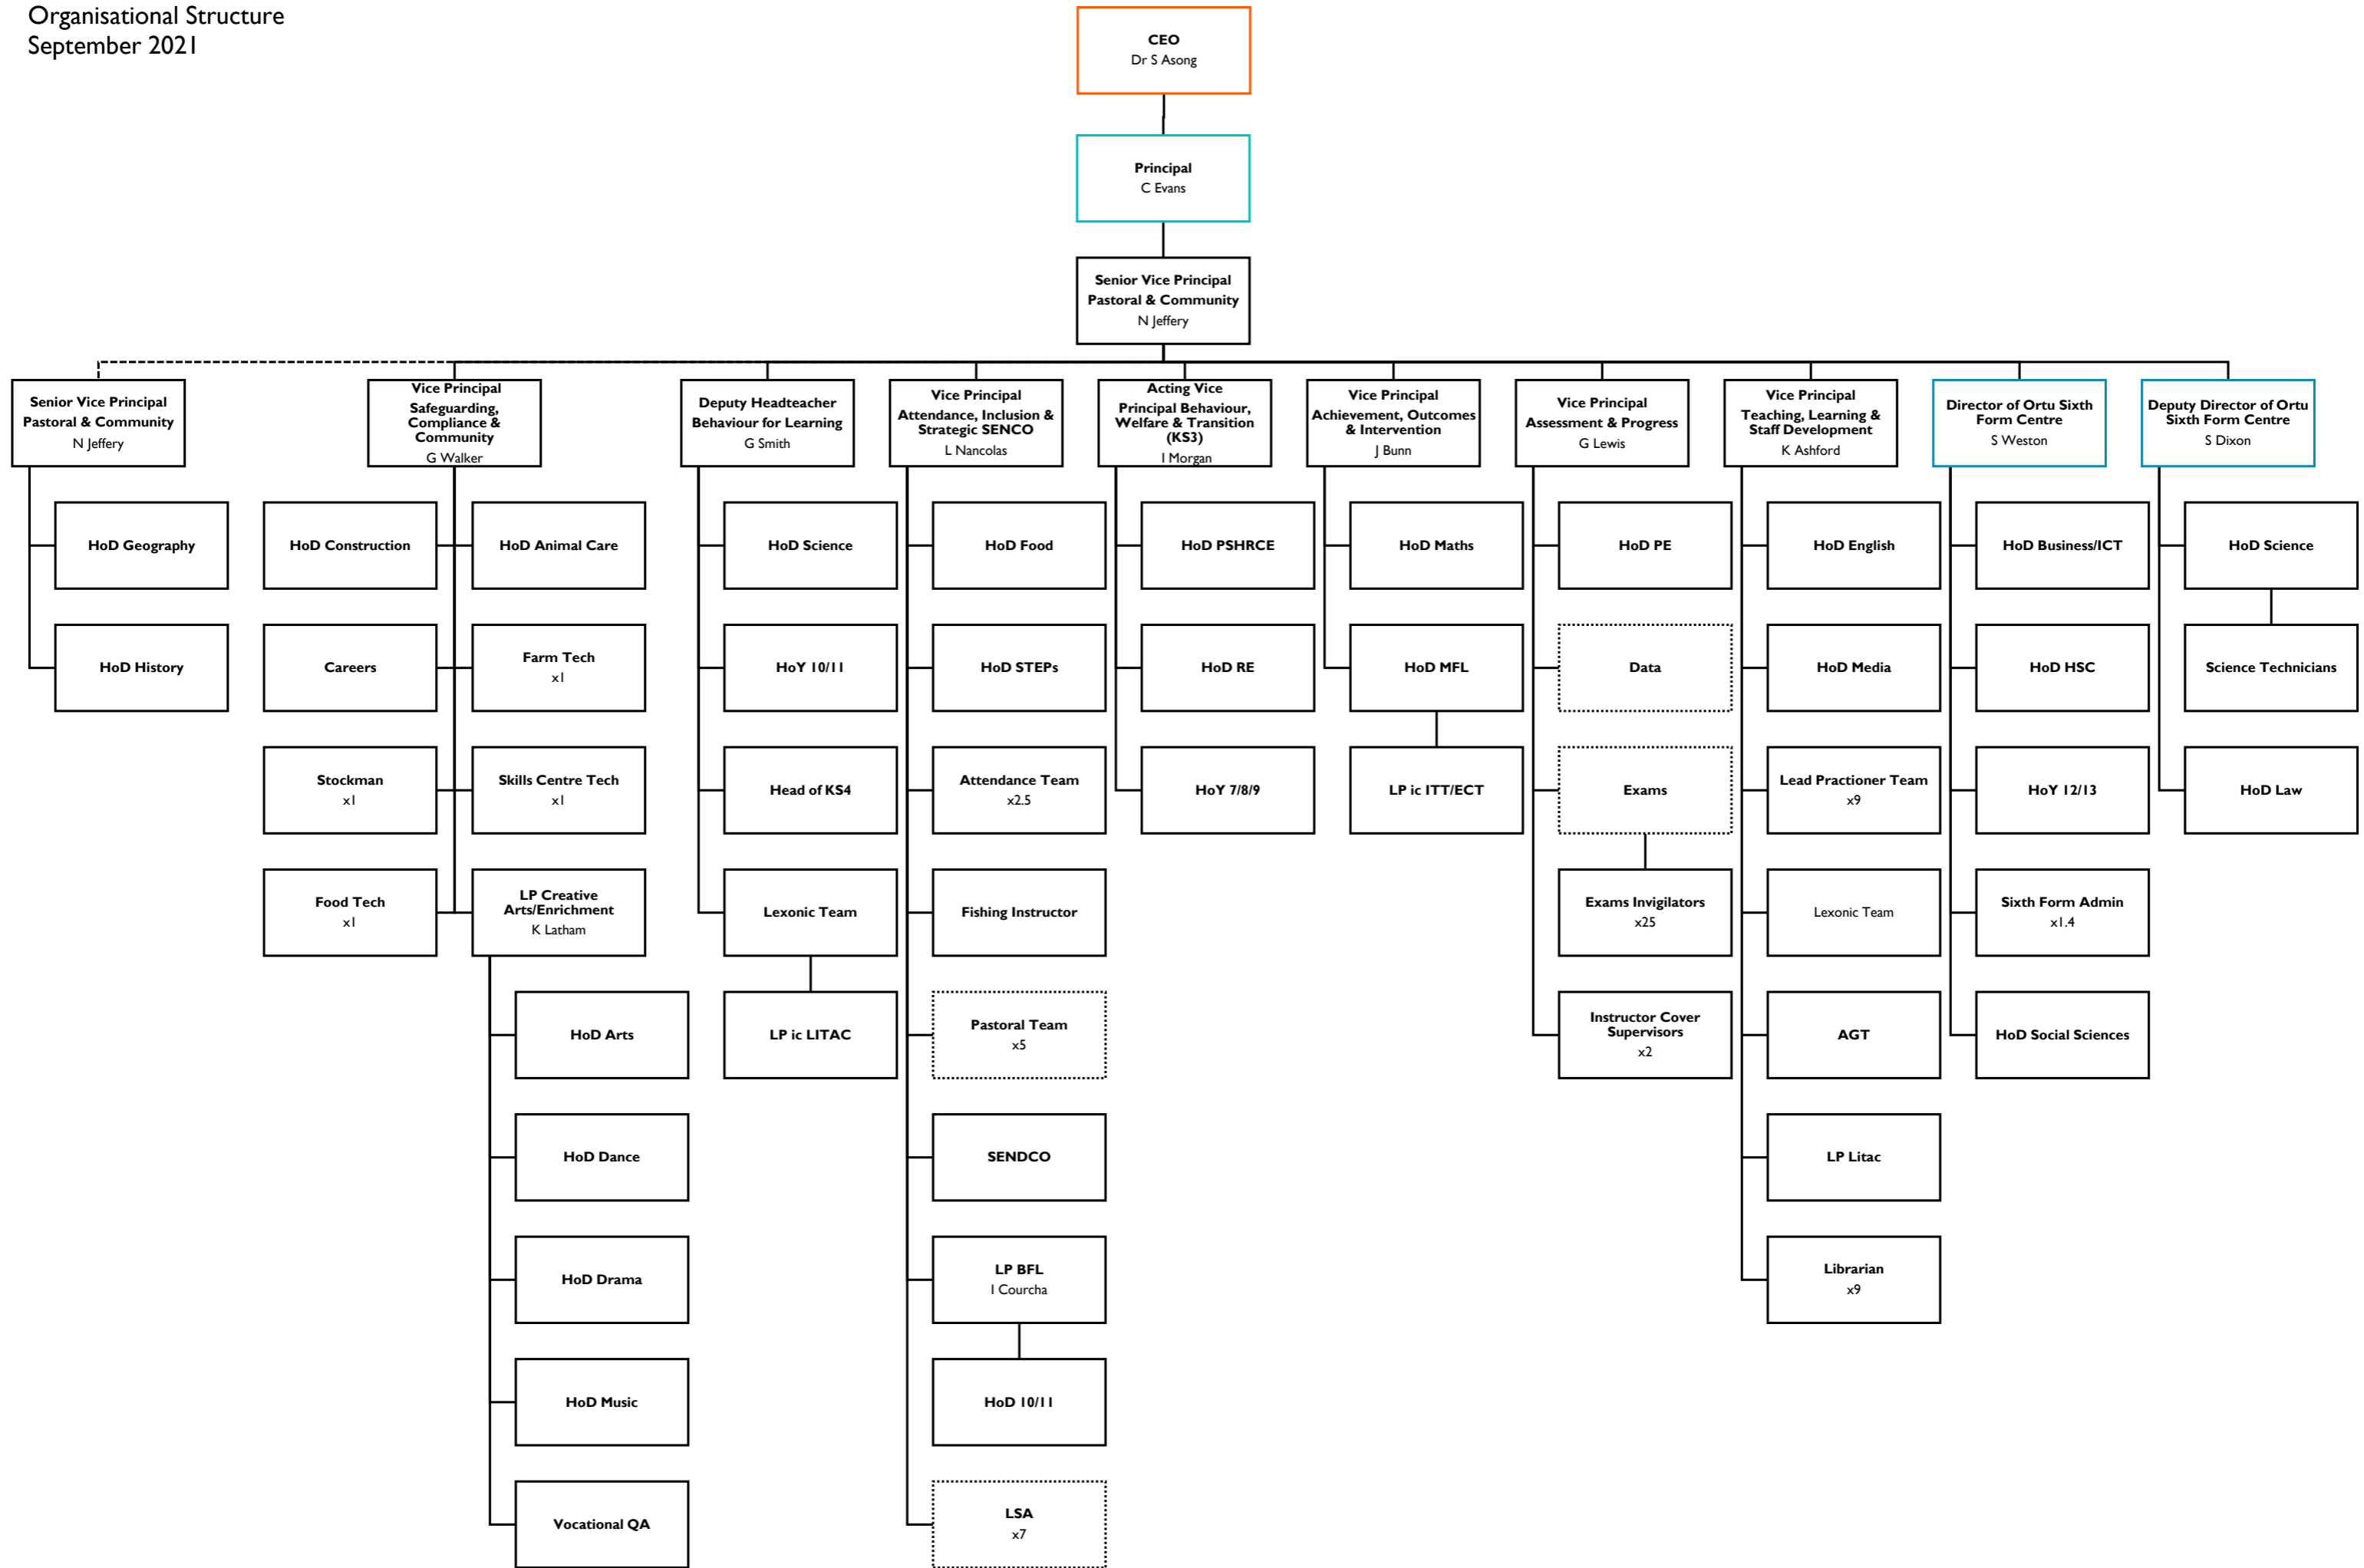 Organisational Structure
September 2021
CEO
Dr S Asong
Principal
C Evans
Senior Vice Principal
Pastoral & Community
N Jeffery
Senior Vice Principal
Pastoral & Community
N Jeffery
Vice Principal
Safeguarding,
Compliance &
Community
G Walker
Deputy Headteacher
Behaviour for Learning
G Smith
Vice Principal
Attendance, Inclusion &
Strategic SENCO
L Nancolas
Acting Vice
Principal Behaviour,
Welfare & Transition
(KS3)
I Morgan
Vice Principal
Achievement, Outcomes
& Intervention
J Bunn
Vice Principal
Assessment & Progress
G Lewis
Vice Principal
Teaching, Learning &
Staff Development
K Ashford
Director of Ortu Sixth
Form Centre
S Weston
Deputy Director of Ortu
Sixth Form Centre
S Dixon
HoD Geography
HoD Construction
HoD Animal Care
HoD Science
HoD Food
HoD PSHRCE
HoD Maths
HoD PE
HoD English
HoD Business/ICT
HoD Science
HoD History
Careers
Farm Tech
x1
HoY 10/11
HoD STEPs
HoD RE
HoD MFL
Data
HoD Media
HoD HSC
Science Technicians
Stockman
x1
Skills Centre Tech
x1
Head of KS4
Attendance Team
x2.5
HoY 7/8/9
LP ic ITT/ECT
Exams
Lead Practioner Team
x9
HoY 12/13
HoD Law
Food Tech
x1
LP Creative
Arts/Enrichment
K Latham
Lexonic Team
Fishing Instructor
Exams Invigilators
x25
Lexonic Team
Sixth Form Admin
x1.4
HoD Arts
LP ic LITAC
Pastoral Team
x5
Instructor Cover
Supervisors
x2
AGT
HoD Social Sciences
HoD Dance
SENDCO
LP Litac
HoD Drama
LP BFL
I Courcha
Librarian
x9
HoD Music
HoD 10/11
Vocational QA
LSA
x7